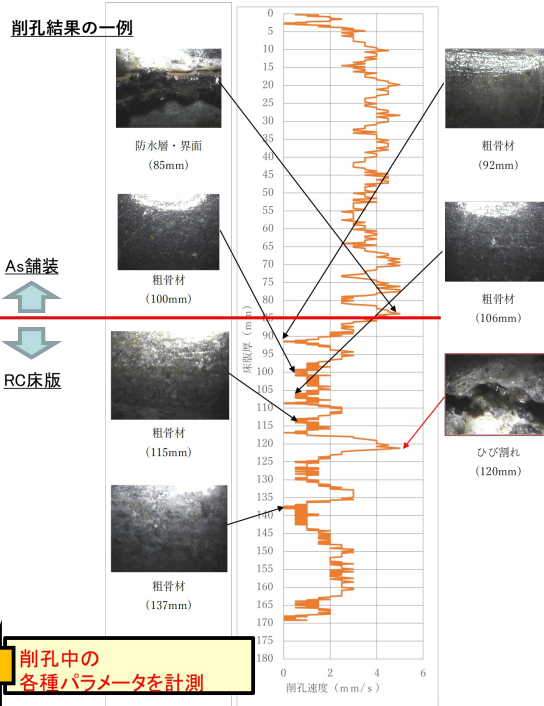 削孔結果の一例
防水層・界面
(85mm)
粗骨材
(100mm)
As舗装
RC床版
粗骨材
(115mm)
粗骨材
(137mm)
削孔中の
各種パラメータを計測
0
5
10
15
20
25
30
35
40
45
50
55
60
65
70
75
80
85
90
95
100
105
110
115
120
125
130
135
140
145
150
155
160
165
170
175
180
床版厚(mm)
0
2
4
6
削孔速度(mm/s)
粗骨材
(92mm)
粗骨材
(106mm)
ひび割れ
(120mm)